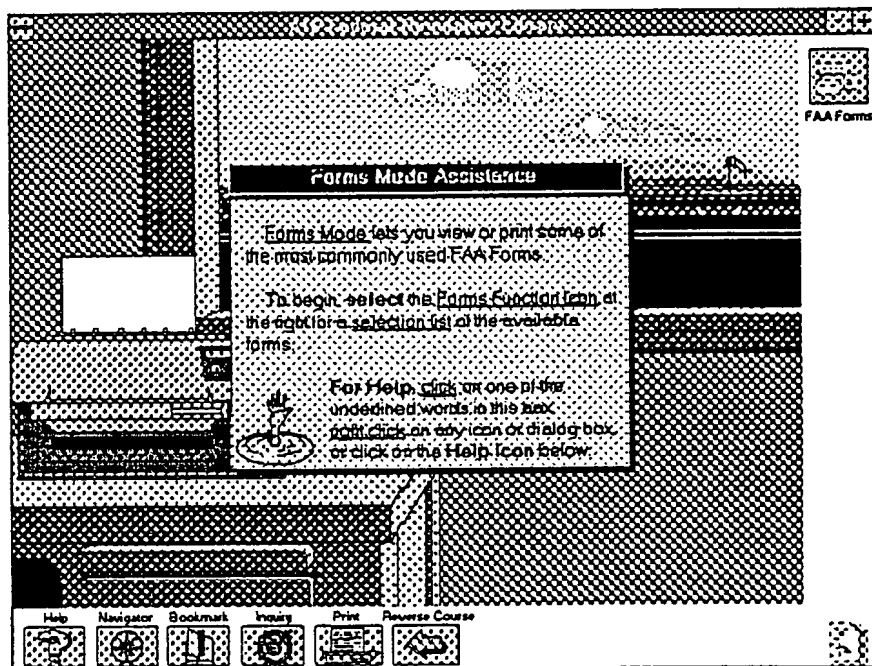 FAA Forms
Forms Mode Assistance
Forms Mode lets you view or print some of
the most commonly used FAA Forms.
To begin, select the Forms Function Icon at
the right for a selection list of the available
forms.
For Help, click on one of the
underlined words in this box,
right click on any icon or dialog box,
or click on the Help Icon below.
Help Navigator Bookmark Inquiry Print Reverse Course